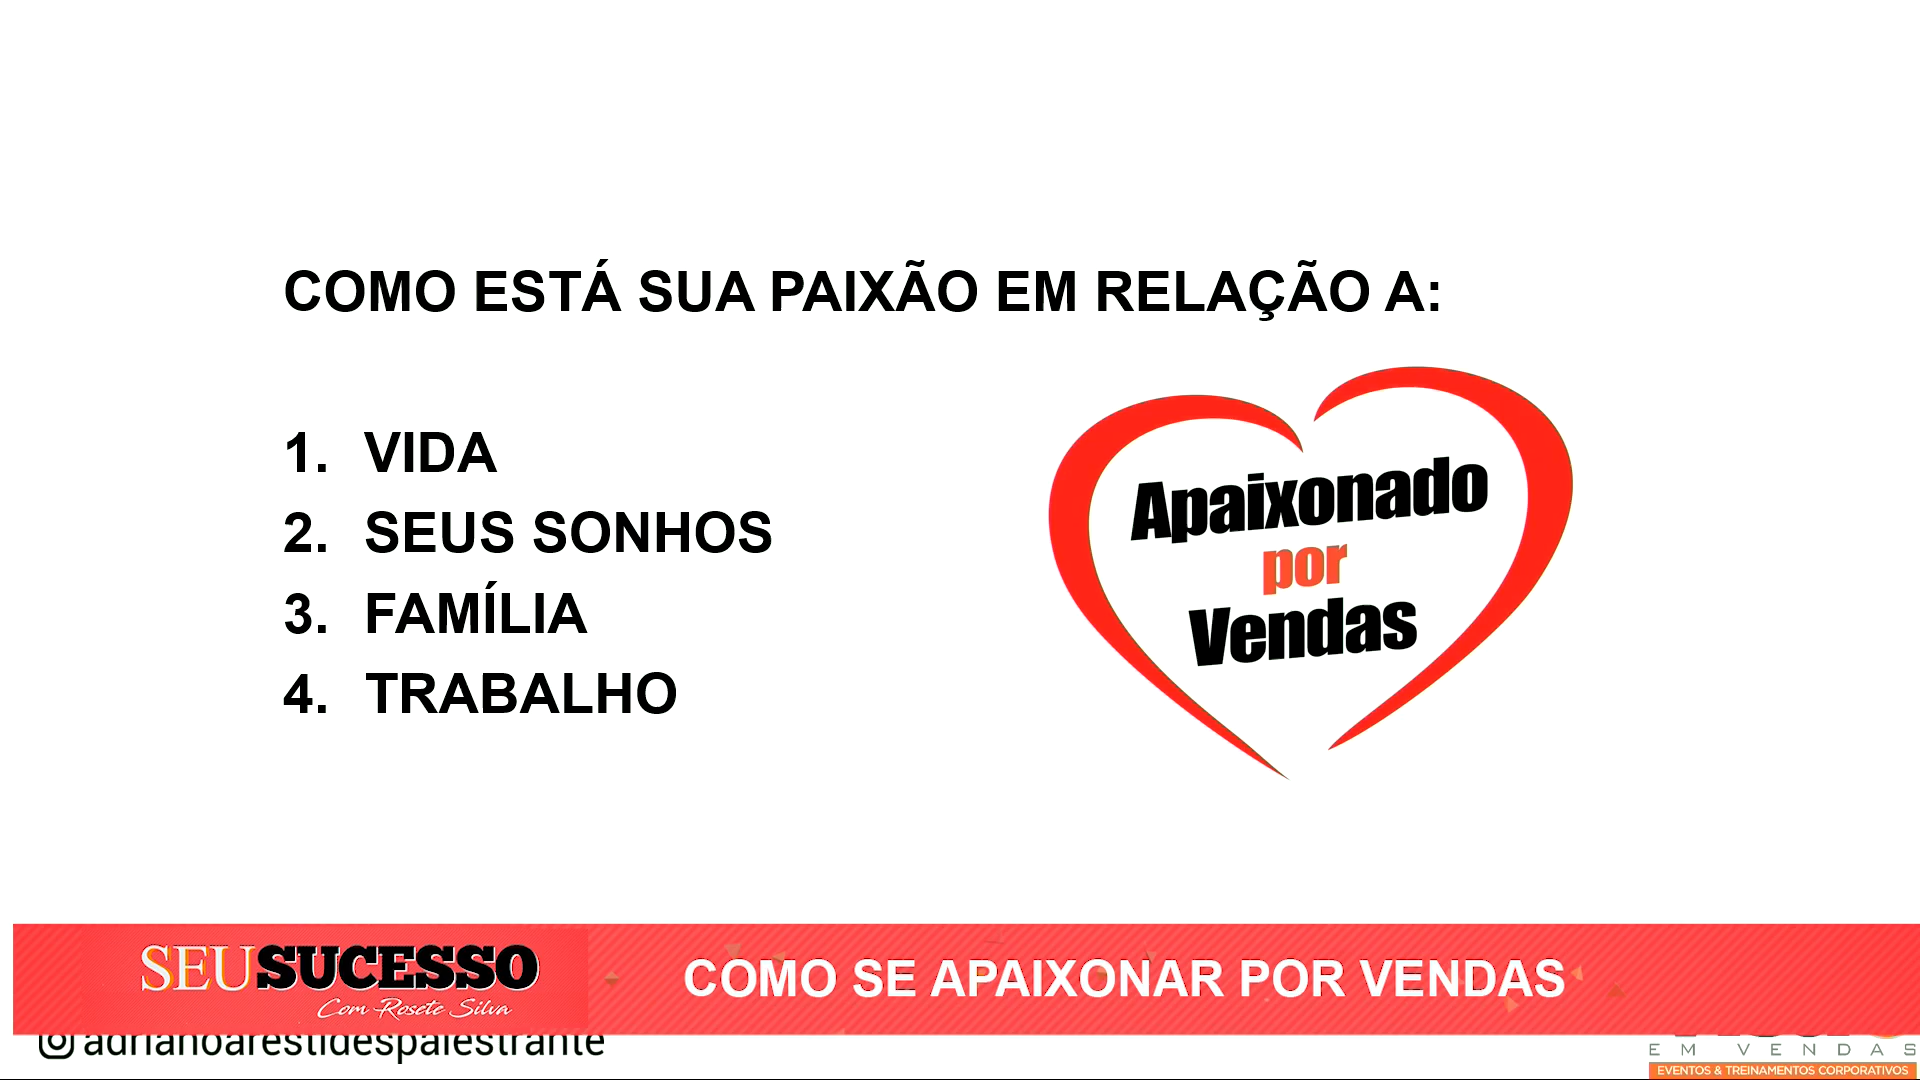 COMO ESTÁ SUA PAIXÃO EM RELAÇÃO A:
1. VIDA
2. SEUS SONHOS
3. FAMÍLIA
4. TRABALHO
Apaixonado
por
Vendas
SEUSUCESSO
Com Rosete Silva
COMO SE APAIXONAR POR VENDAS
adrianoarestidespalestrante
EM VENDAS
EVENTOS & TREINAMENTOS CORPORATIVOS